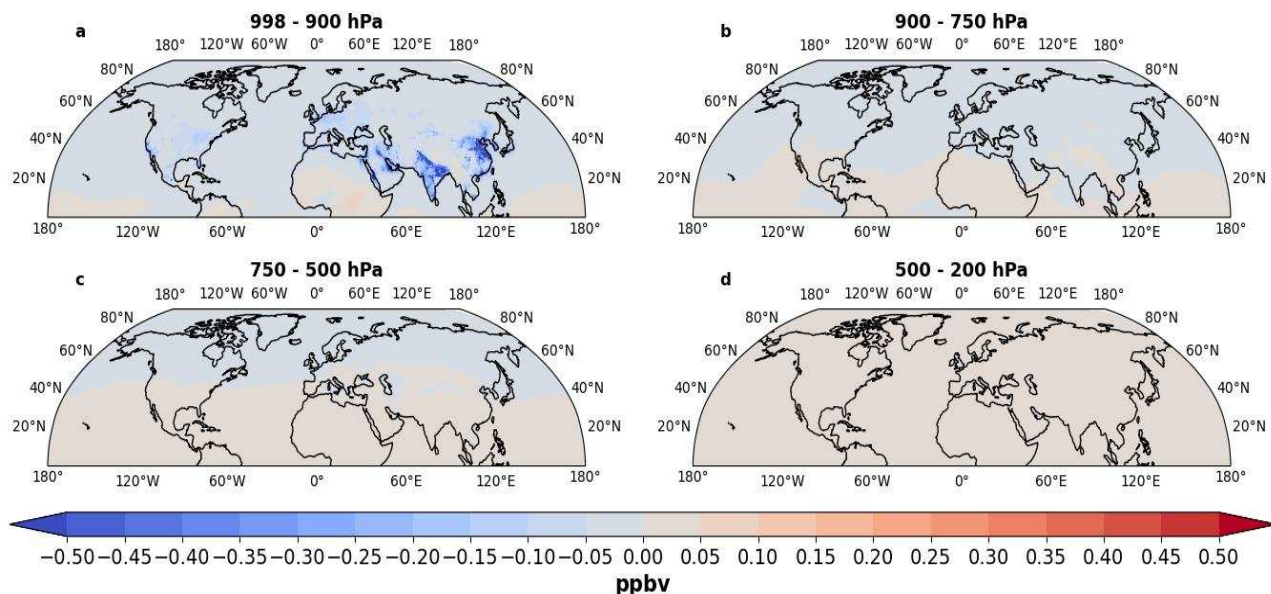 998 - 900 hPa
900 - 750 hPa
a
b
180° 120°W 60°W 0° 60°E 120°E 180°
180° 120°W 60°W 0° 60°E 120°E 180°
80°N 80°N 80°N 80°N
60°N 60°N 60°N 60°N
40°N 40°N 40°N 40°N
20°N 20°N 20°N 20°N
180° 120°W 60°W 0° 60°E 120°E 180°
180° 120°W 60°W 0° 60°E 120°E 180°
750 - 500 hPa
500 - 200 hPa
c
d
180° 120°W 60°W 0° 60°E 120°E 180°
180° 120°W 60°W 0° 60°E 120°E 180°
80°N 80°N 80°N 80°N
60°N 60°N 60°N 60°N
40°N 40°N 40°N 40°N
20°N 20°N 20°N 20°N
180° 120°W 60°W 0° 60°E 120°E 180°
180° 120°W 60°W 0° 60°E 120°E 180°
−0.50 −0.45 −0.40 −0.35 −0.30 −0.25 −0.20 −0.15 −0.10 −0.05 0.00 0.05 0.10 0.15 0.20 0.25 0.30 0.35 0.40 0.45 0.50
ppbv